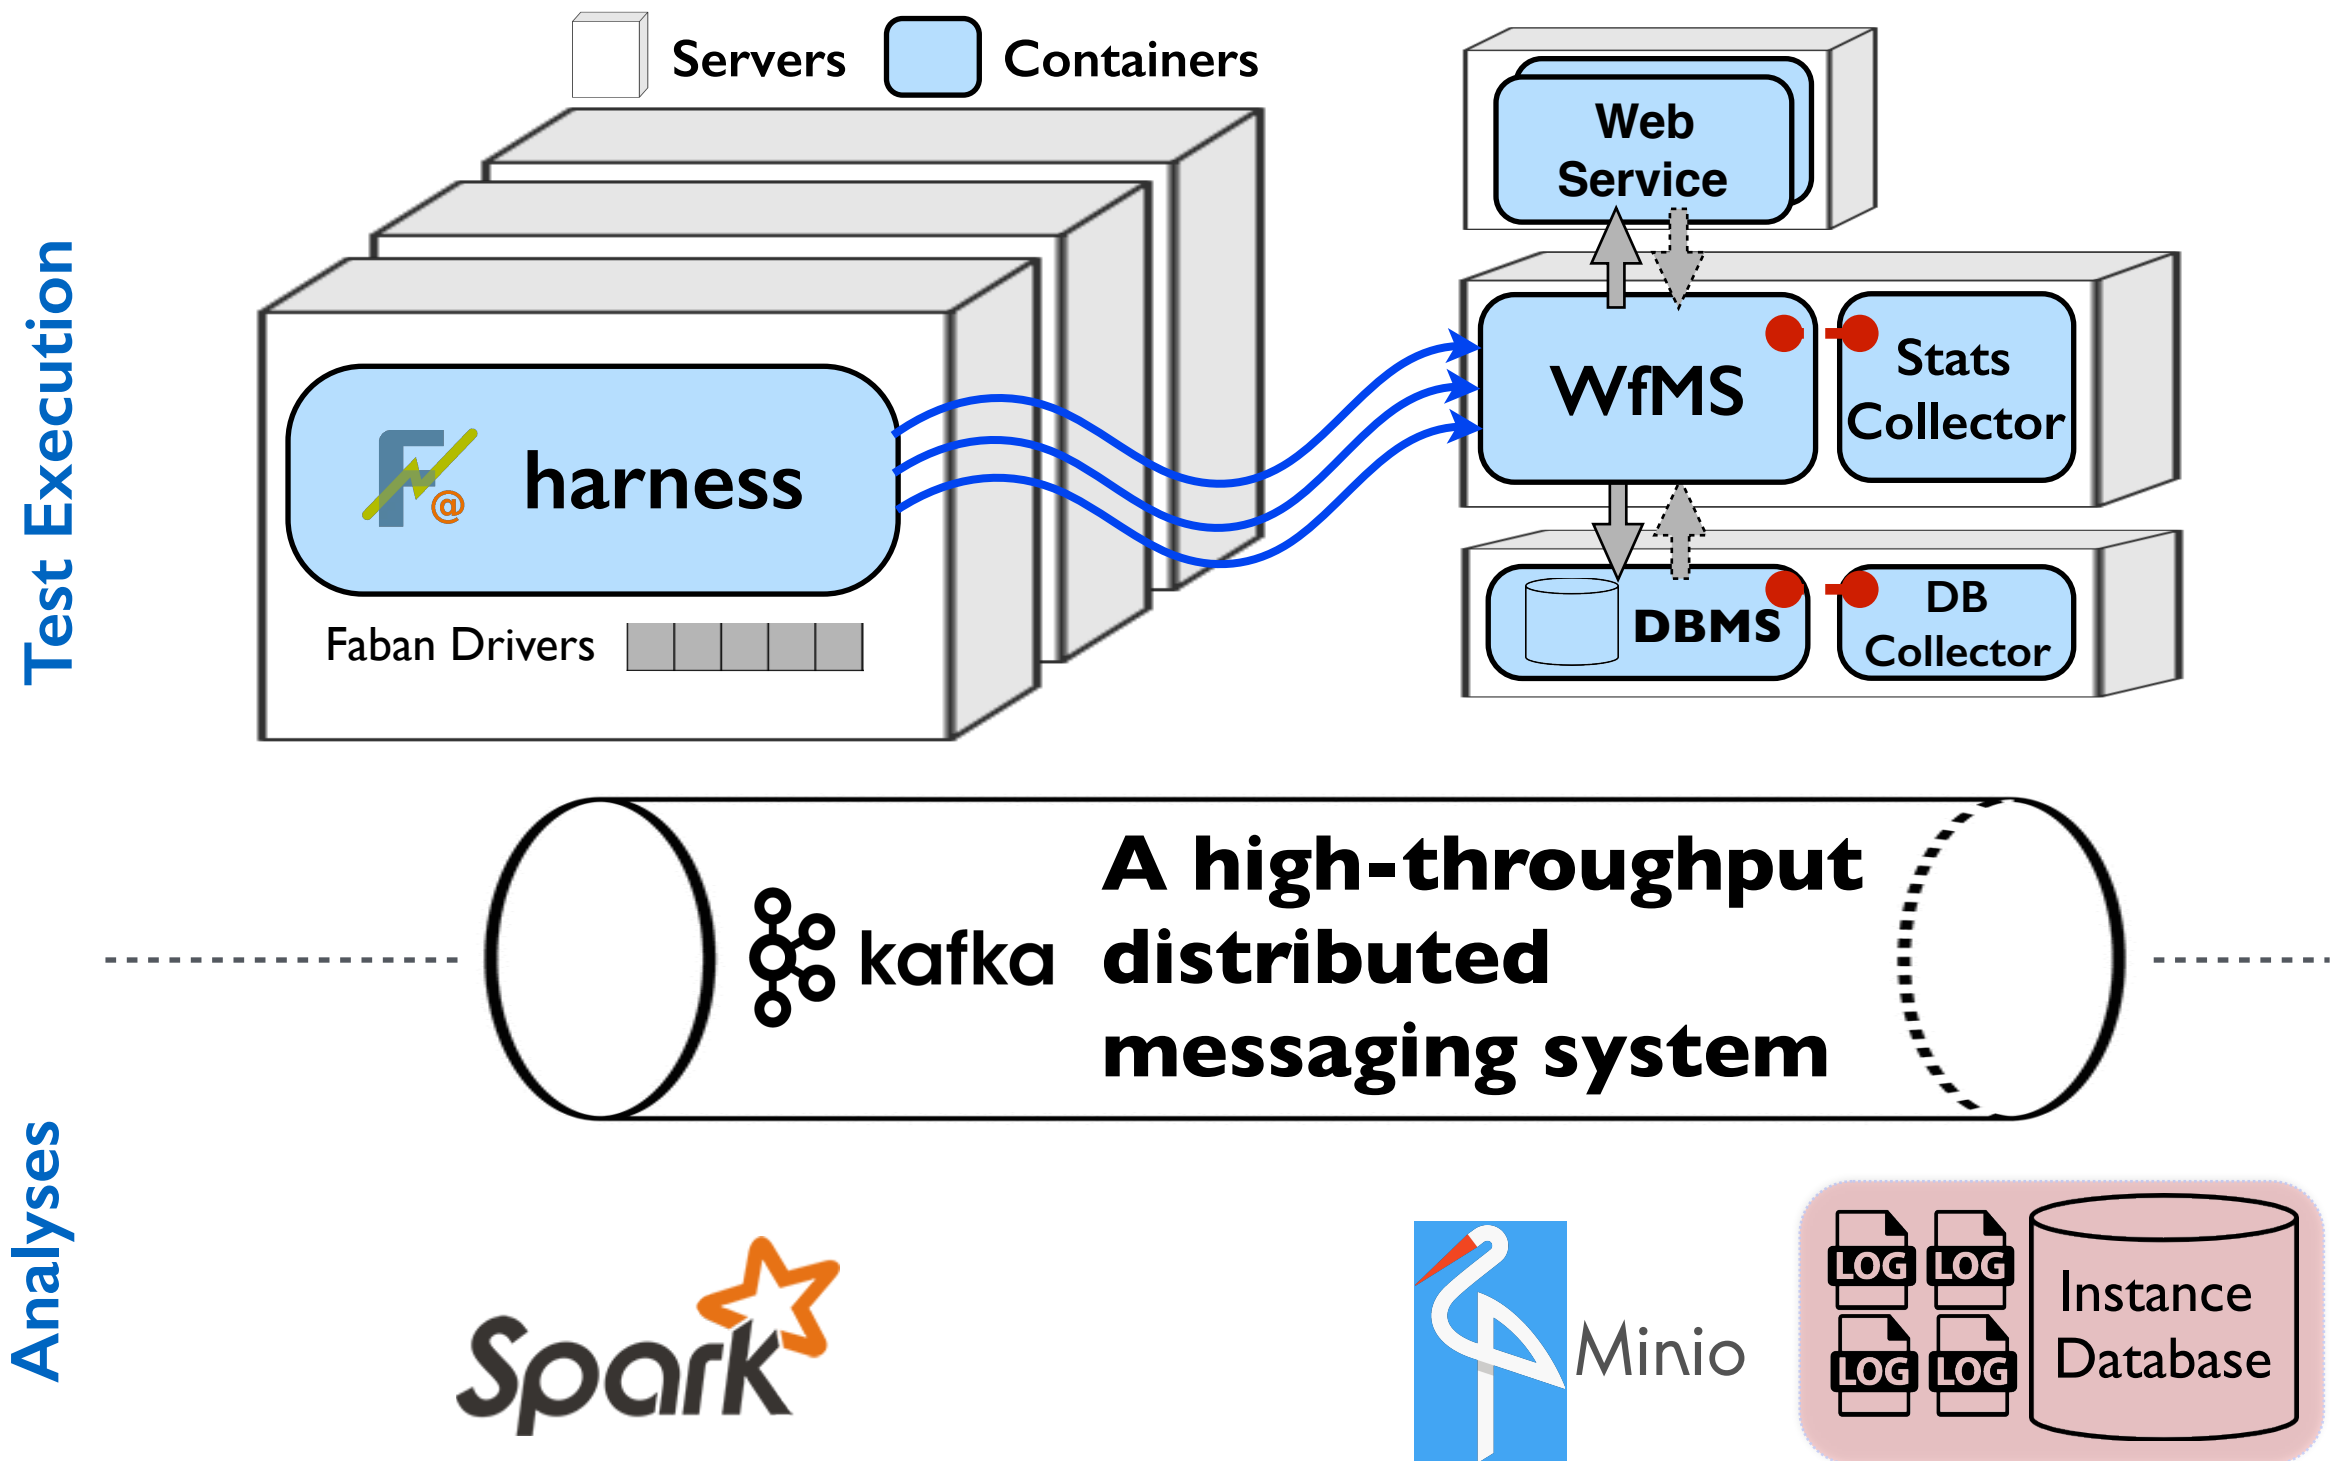 Servers
Containers
Web
Service
Test Execution
WfMS
Stats
Collector
F@ harness
Faban Drivers
DBMS
DB
Collector
kafka
A high-throughput
distributed
messaging system
Analyses
Spark
Minio
LOG
LOG
LOG
LOG
Instance
Database